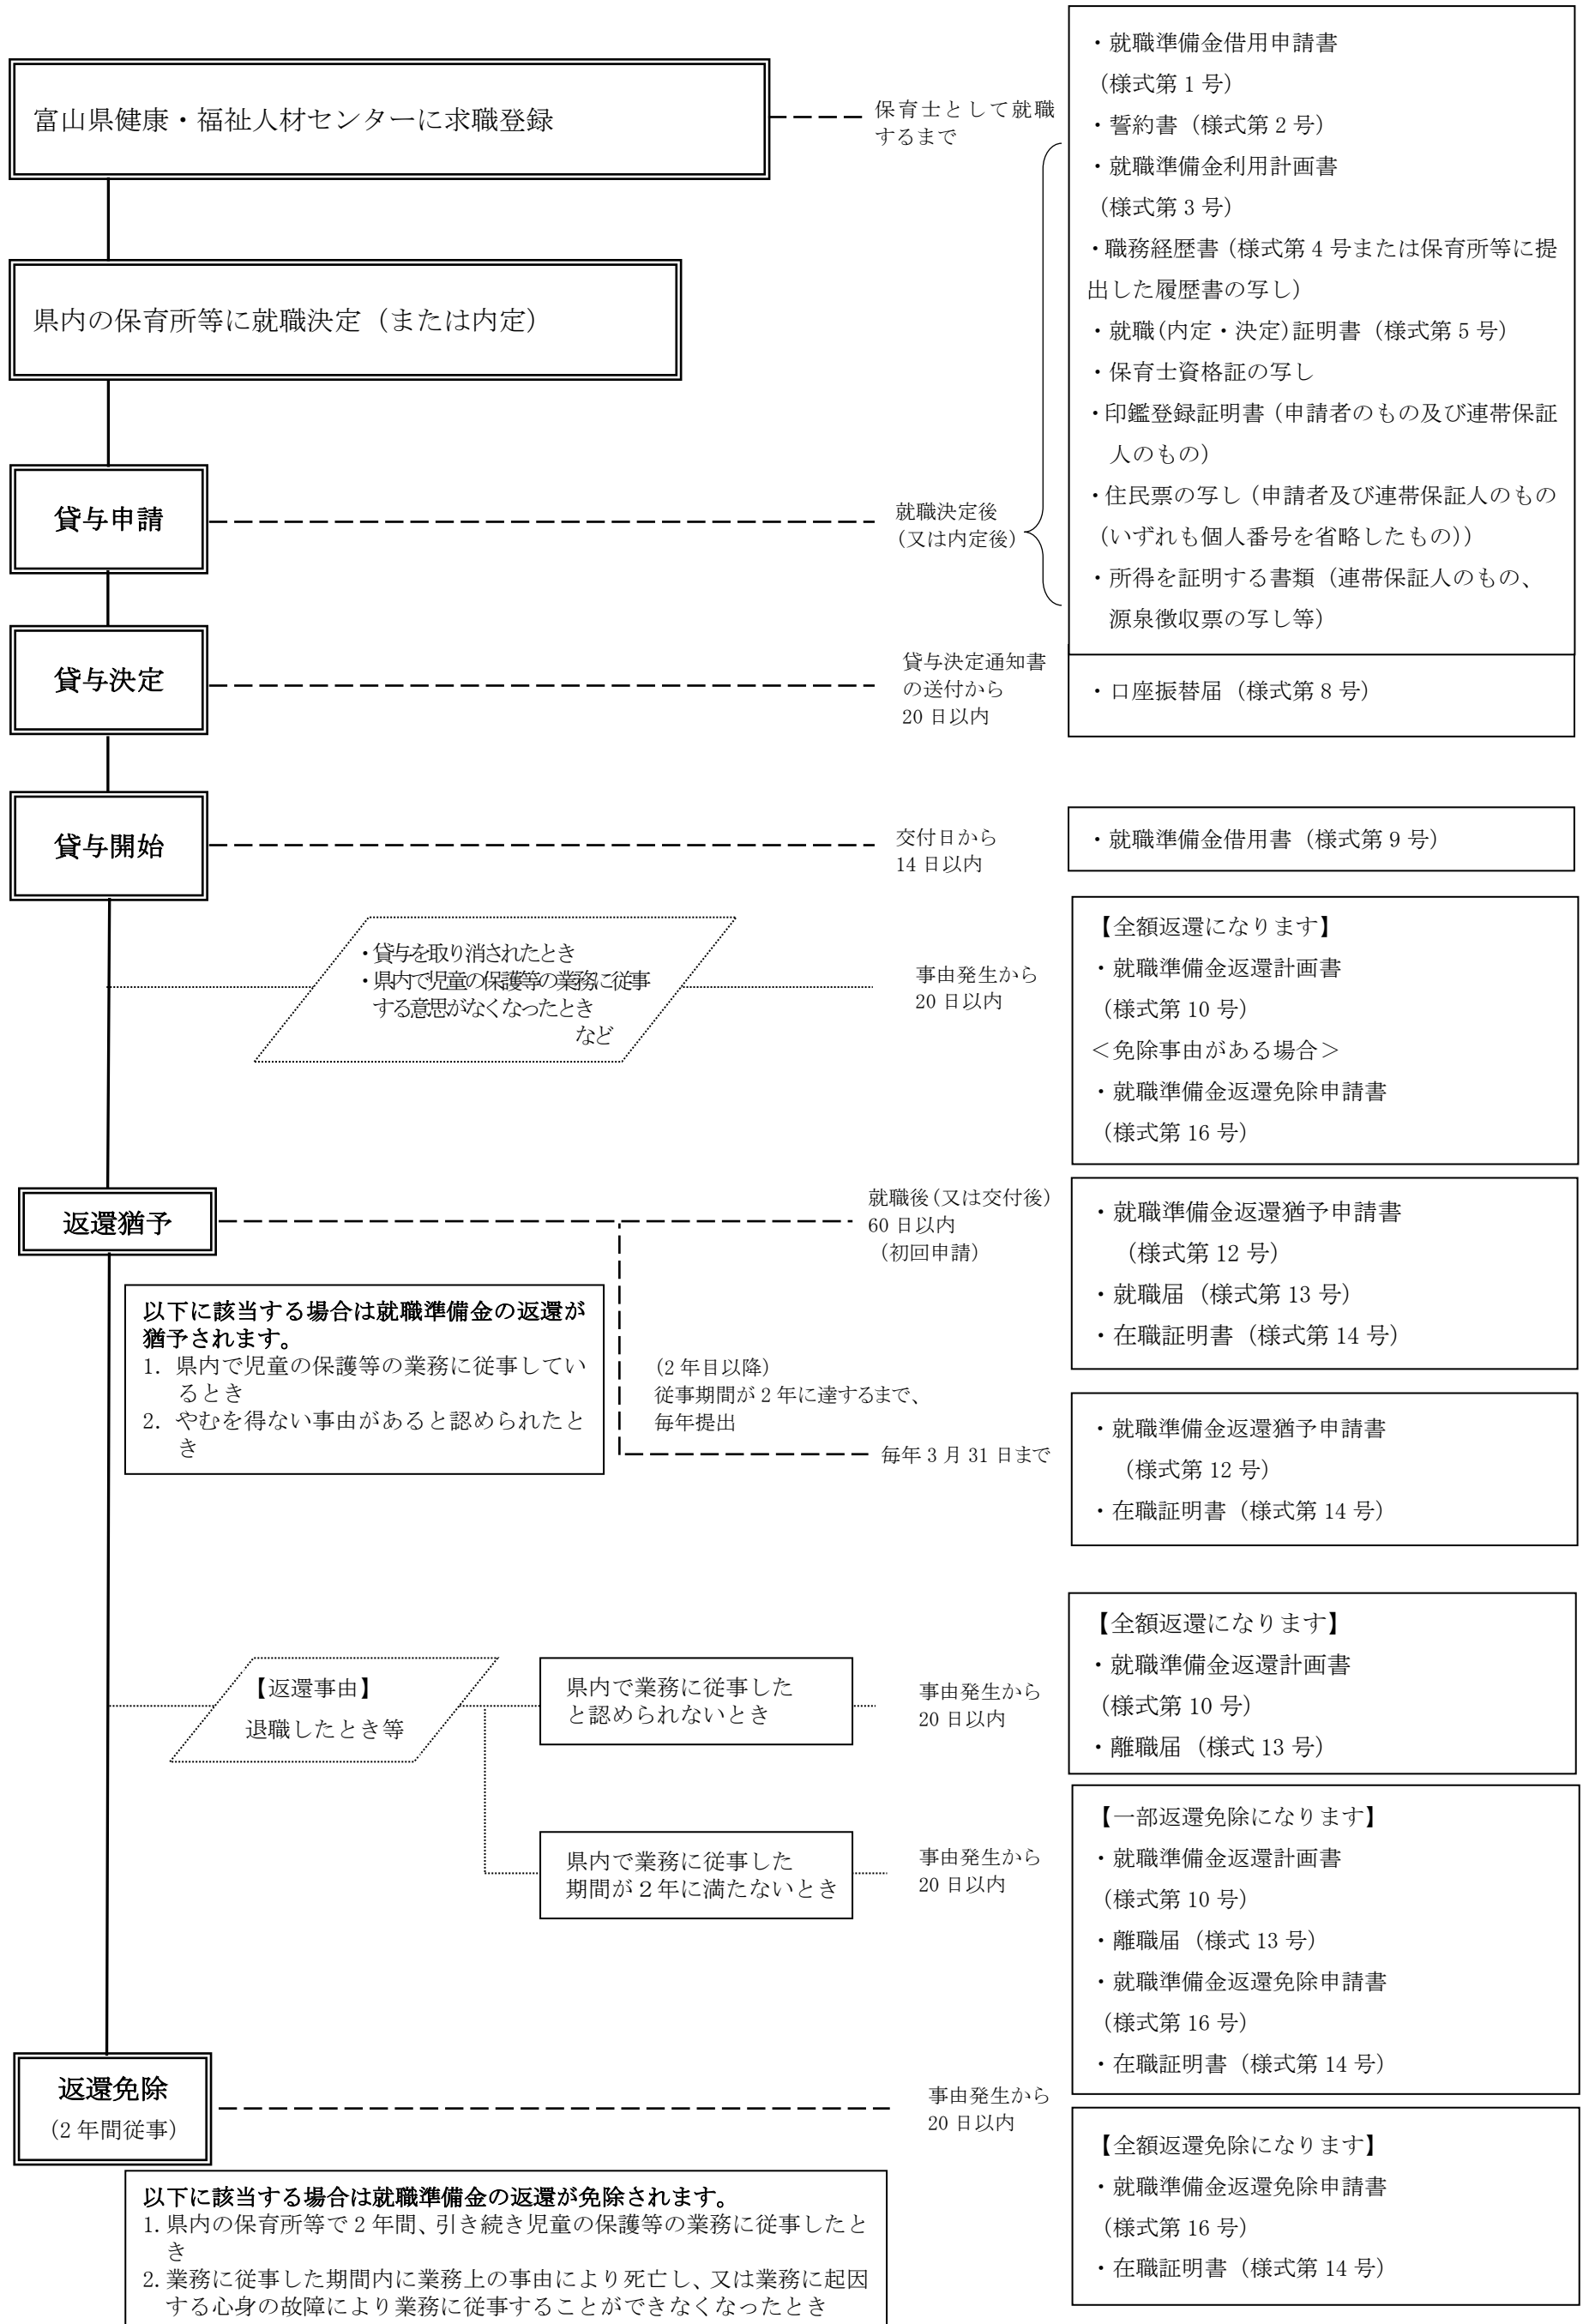 富山県健康・福祉人材センターに求職登録
保育士として就職
するまで
県内の保育所等に就職決定（または内定）
貸与申請
就職決定後
（又は内定後）
・就職準備金借用申請書
（様式第 1 号）
・誓約書（様式第 2 号）
・就職準備金利用計画書
（様式第 3 号）
・職務経歴書（様式第 4 号または保育所等に提
出した履歴書の写し）
・就職(内定・決定)証明書（様式第 5 号）
・保育士資格証の写し
・印鑑登録証明書（申請者のもの及び連帯保証
人のもの）
・住民票の写し（申請者及び連帯保証人のもの
（いずれも個人番号を省略したもの））
・所得を証明する書類（連帯保証人のもの、
源泉徴収票の写し等）
貸与決定
貸与決定通知書
の送付から
20 日以内
・口座振替届（様式第 8 号）
貸与開始
交付日から
14 日以内
・就職準備金借用書（様式第 9 号）
・貸与を取り消されたとき
・県内で児童の保護等の業務に従事
する意思がなくなったとき
など
事由発生から
20 日以内
【全額返還になります】
・就職準備金返還計画書
（様式第 10 号）
＜免除事由がある場合＞
・就職準備金返還免除申請書
（様式第 16 号）
返還猶予
就職後（又は交付後）
60 日以内
（初回申請）
・就職準備金返還猶予申請書
（様式第 12 号）
・就職届（様式第 13 号）
・在職証明書（様式第 14 号）
以下に該当する場合は就職準備金の返還が
猶予されます。
1. 県内で児童の保護等の業務に従事してい
るとき
2. やむを得ない事由があると認められたと
き
（2 年目以降）
従事期間が 2 年に達するまで、
毎年提出
毎年 3 月 31 日まで
・就職準備金返還猶予申請書
（様式第 12 号）
・在職証明書（様式第 14 号）
【返還事由】
退職したとき等
県内で業務に従事した
と認められないとき
事由発生から
20 日以内
【全額返還になります】
・就職準備金返還計画書
（様式第 10 号）
・離職届（様式 13 号）
県内で業務に従事した
期間が２年に満たないとき
事由発生から
20 日以内
【一部返還免除になります】
・就職準備金返還計画書
（様式第 10 号）
・離職届（様式 13 号）
・就職準備金返還免除申請書
（様式第 16 号）
・在職証明書（様式第 14 号）
返還免除
（2 年間従事）
事由発生から
20 日以内
【全額返還免除になります】
・就職準備金返還免除申請書
（様式第 16 号）
・在職証明書（様式第 14 号）
以下に該当する場合は就職準備金の返還が免除されます。
1. 県内の保育所等で 2 年間、引き続き児童の保護等の業務に従事したと
き
2. 業務に従事した期間内に業務上の事由により死亡し、又は業務に起因
する心身の故障により業務に従事することができなくなったとき